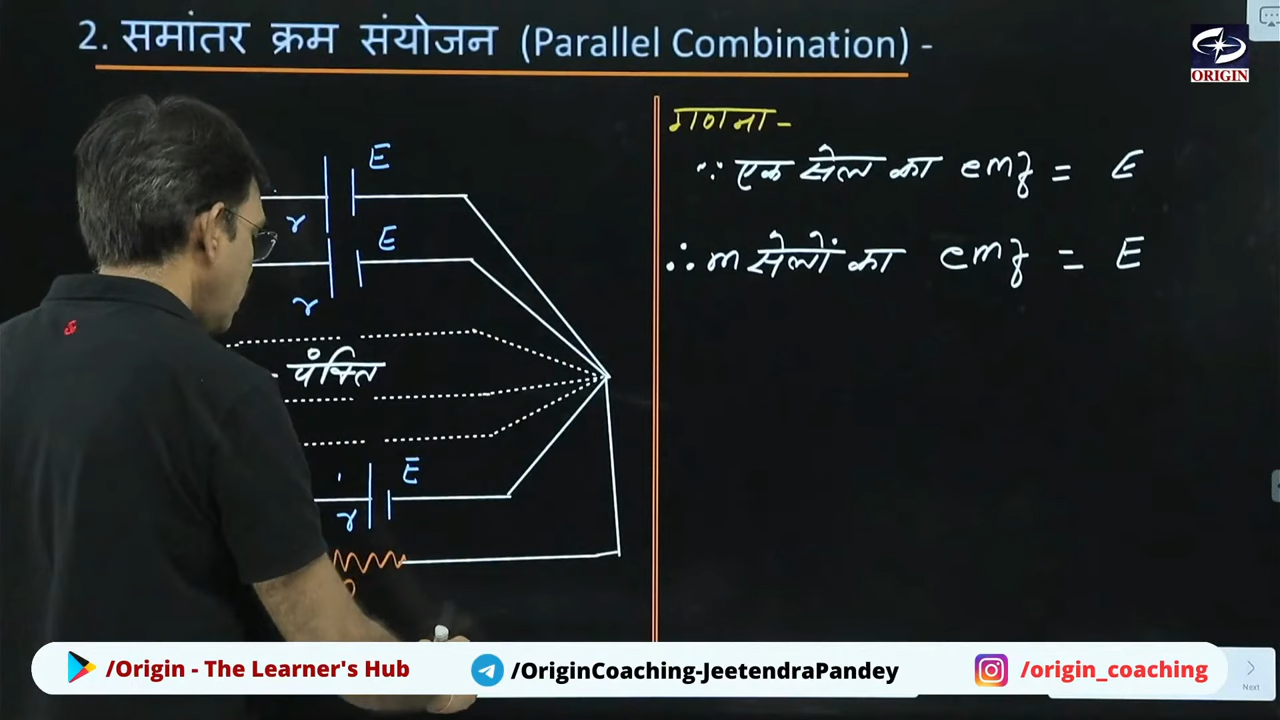 2. समांतर क्रम संयोजन (Parallel Combination) -
ORIGIN
गणना -
∵ एक सेल का emf = E
∴ m सेलों का emf = E
E
r
E
r
- पंक्ति
E
r
/Origin - The Learner's Hub
/OriginCoaching-JeetendraPandey
/origin_coaching
Next